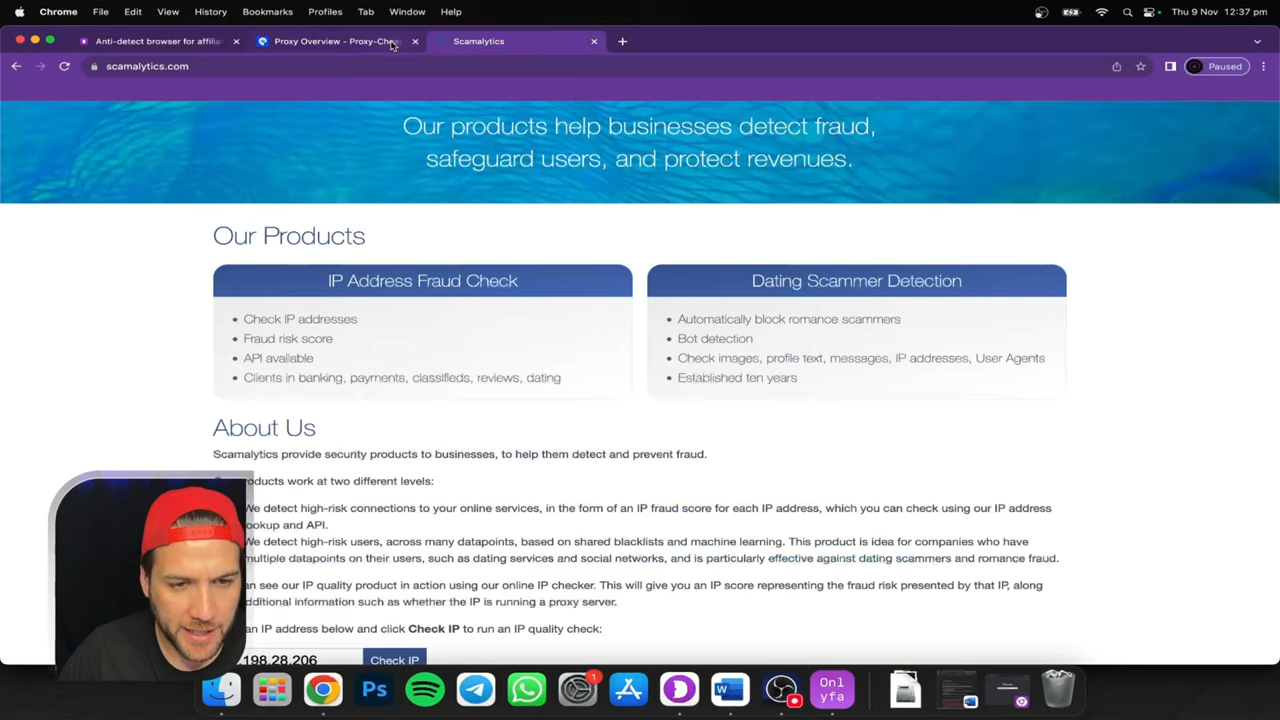 Chrome File Edit View History Bookmarks Profiles Tab Window Help Thu 9 Nov 12:37 pm
Anti-detect browser for affilia Proxy Overview - Proxy-Chea Scamalytics
scamalytics.com Paused
Our products help businesses detect fraud,
safeguard users, and protect revenues.
Our Products
IP Address Fraud Check
• Check IP addresses
• Fraud risk score
• API available
• Clients in banking, payments, classifieds, reviews, dating
Dating Scammer Detection
• Automatically block romance scammers
• Bot detection
• Check images, profile text, messages, IP addresses, User Agents
• Established ten years
About Us
Scamalytics provide security products to businesses, to help them detect and prevent fraud.
products work at two different levels:
We detect high-risk connections to your online services, in the form of an IP fraud score for each IP address, which you can check using our IP address
lookup and API.
We detect high-risk users, across many datapoints, based on shared blacklists and machine learning. This product is idea for companies who have
multiple datapoints on their users, such as dating services and social networks, and is particularly effective against dating scammers and romance fraud.
can see our IP quality product in action using our online IP checker. This will give you an IP score representing the fraud risk presented by that IP, along
additional information such as whether the IP is running a proxy server.
an IP address below and click Check IP to run an IP quality check:
198.28.206 Check IP
Ps 1 W Onl
yfa